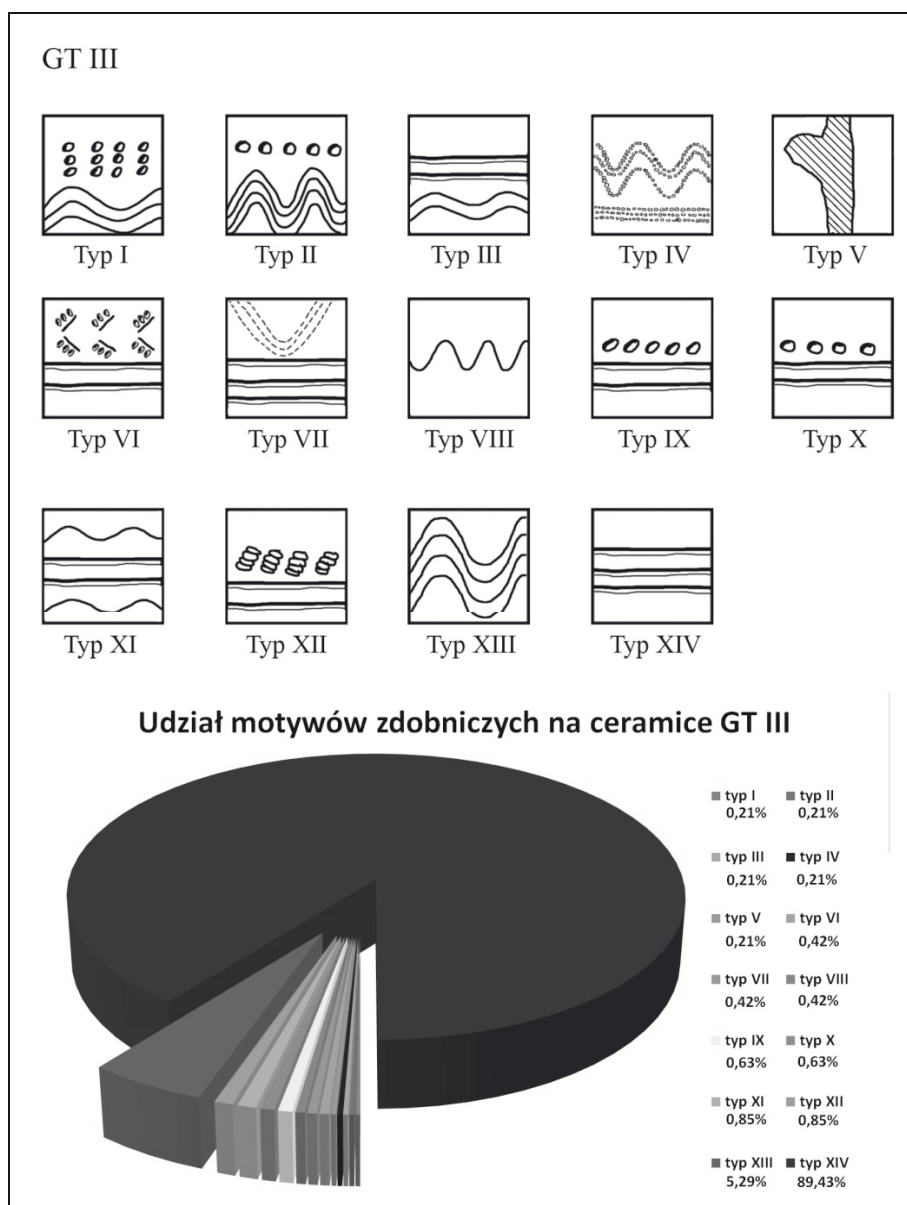 GT III
Typ I Typ II Typ III Typ IV Typ V
Typ VI Typ VII Typ VIII Typ IX Typ X
Typ XI Typ XII Typ XIII Typ XIV
Udział motywów zdobniczych na ceramice GT III
typ I typ II
0,21% 0,21%
typ III typ IV
0,21% 0,21%
typ V typ VI
0,21% 0,42%
typ VII typ VIII
0,42% 0,42%
typ IX typ X
0,63% 0,63%
typ XI typ XII
0,85% 0,85%
typ XIII typ XIV
5,29% 89,43%